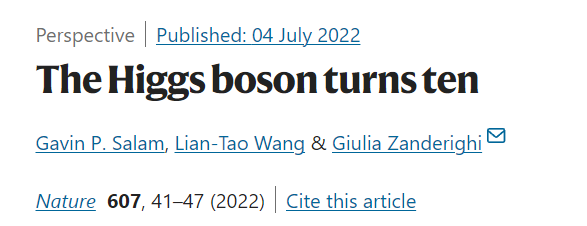 Perspective | Published: 04 July 2022
The Higgs boson turns ten
Gavin P. Salam, Lian-Tao Wang & Giulia Zanderighi
Nature 607, 41–47 (2022) | Cite this article